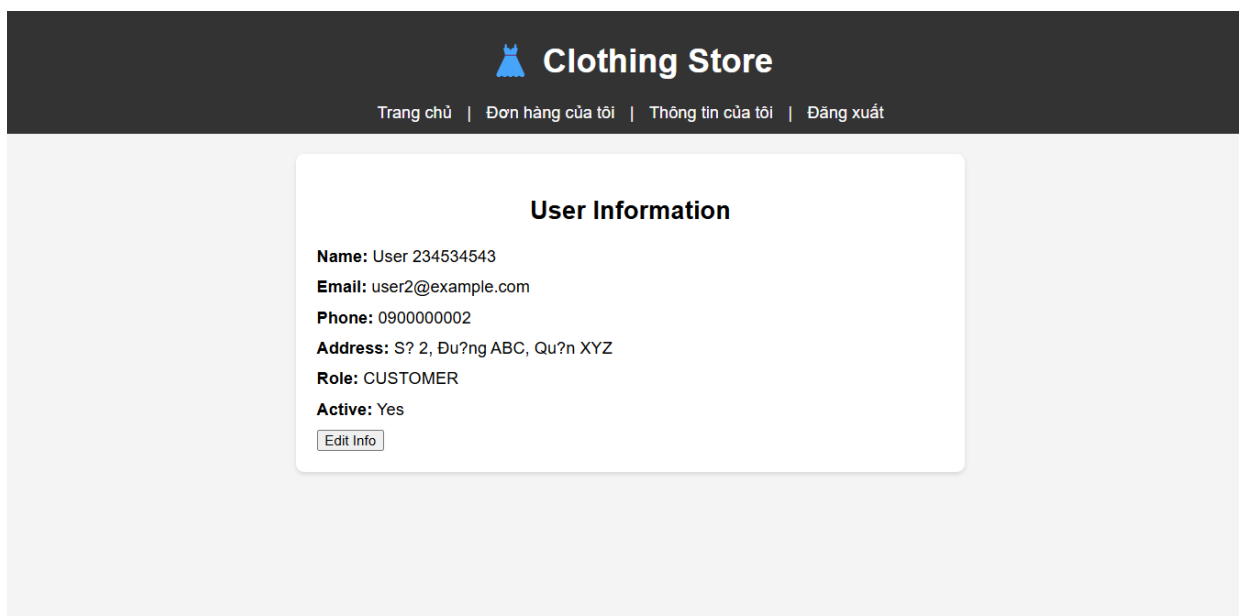 Clothing Store
Trang chủ | Đơn hàng của tôi | Thông tin của tôi | Đăng xuất
User Information
Name: User 234534543
Email: user2@example.com
Phone: 0900000002
Address: S? 2, Đu?ng ABC, Qu?n XYZ
Role: CUSTOMER
Active: Yes
Edit Info